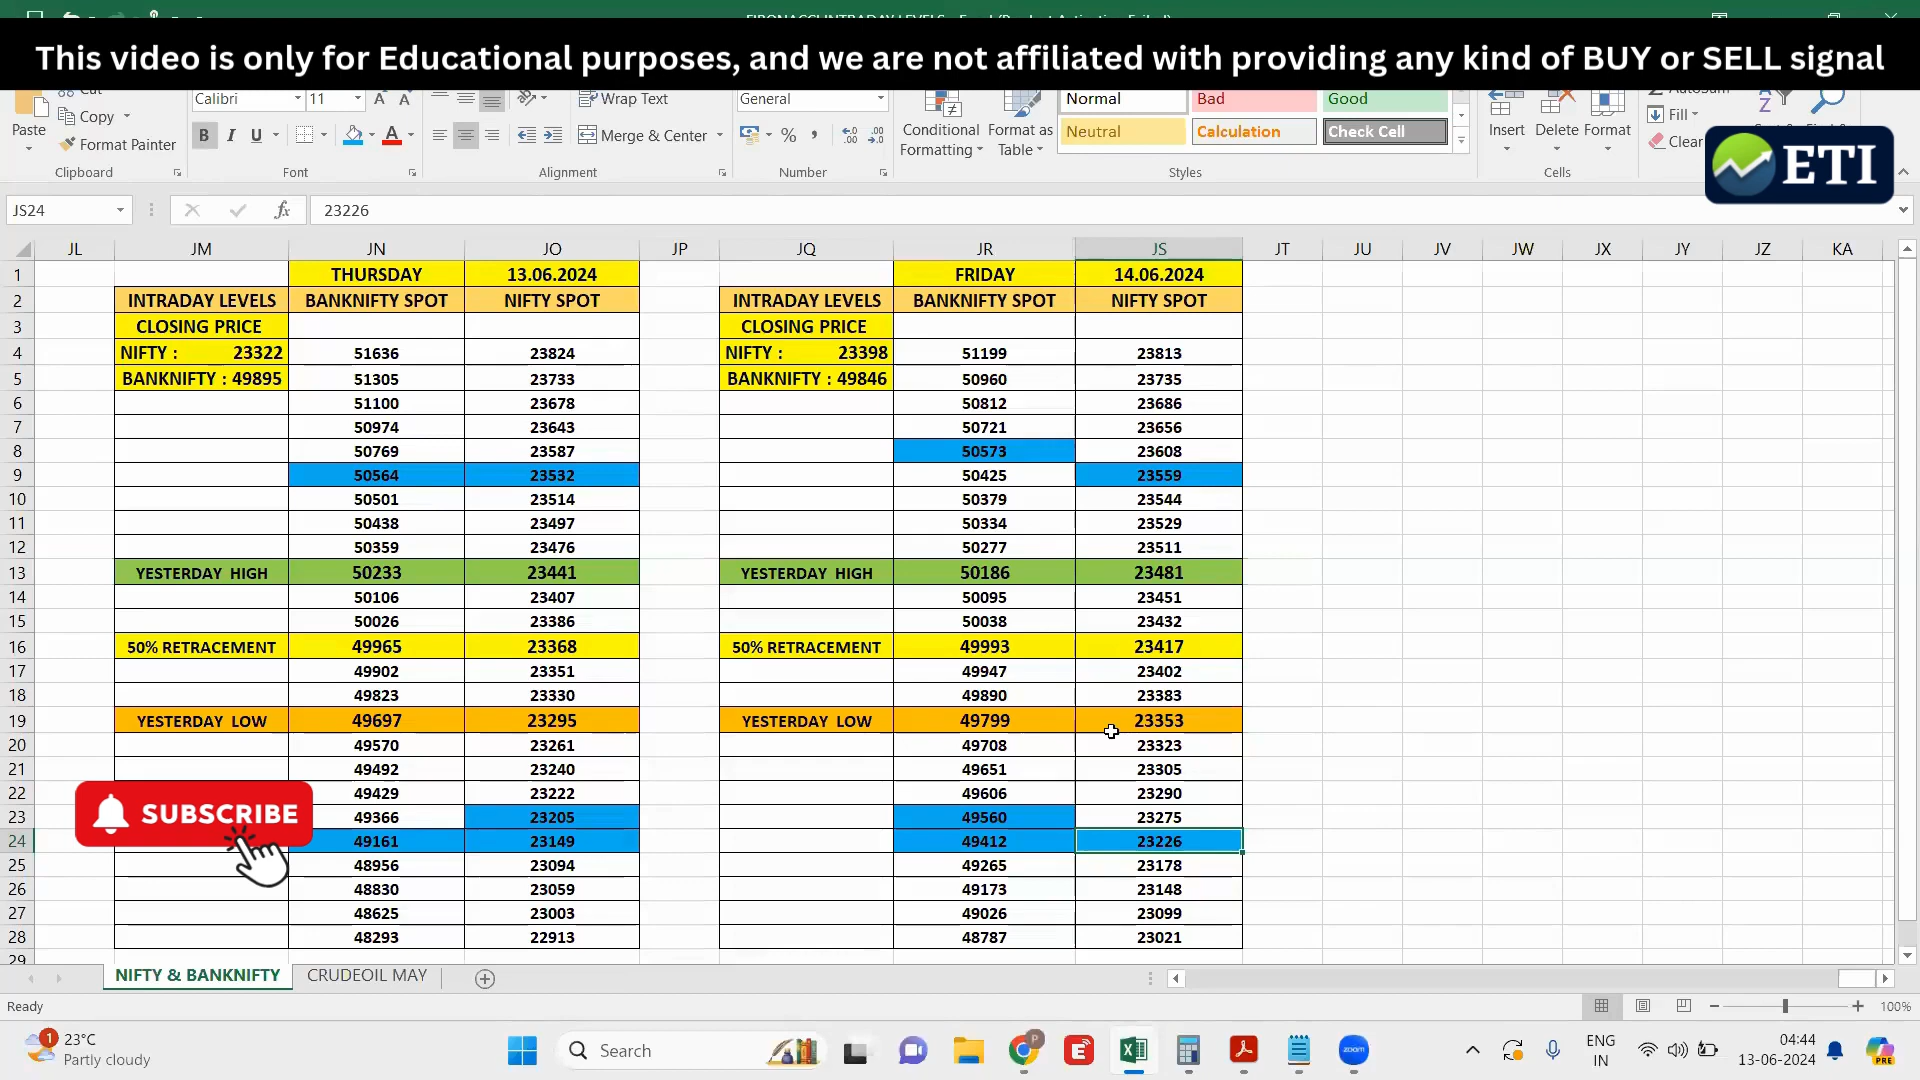 This video is only for Educational purposes, and we are not affiliated with providing any kind of BUY or SELL signal
Paste Copy Format Painter Clipboard
Calibri 11 B I U Font
Wrap Text Merge & Center Alignment
General % Number
Conditional Formatting Format as Table
Normal Bad Good
Neutral Calculation Check Cell
Styles
Insert Delete Format Cells
Fill Clear
ETI
JS24 fx 23226
JL JM JN JO JP JQ JR JS JT JU JV JW JX JY JZ KA
1 THURSDAY 13.06.2024 FRIDAY 14.06.2024
2 INTRADAY LEVELS BANKNIFTY SPOT NIFTY SPOT INTRADAY LEVELS BANKNIFTY SPOT NIFTY SPOT
3 CLOSING PRICE CLOSING PRICE
4 NIFTY : 23322 51636 23824 NIFTY : 23398 51199 23813
5 BANKNIFTY : 49895 51305 23733 BANKNIFTY : 49846 50960 23735
6 51100 23678 50812 23686
7 50974 23643 50721 23656
8 50769 23587 50573 23608
9 50564 23532 50425 23559
10 50501 23514 50379 23544
11 50438 23497 50334 23529
12 50359 23476 50277 23511
13 YESTERDAY HIGH 50233 23441 YESTERDAY HIGH 50186 23481
14 50106 23407 50095 23451
15 50026 23386 50038 23432
16 50% RETRACEMENT 49965 23368 50% RETRACEMENT 49993 23417
17 49902 23351 49947 23402
18 49823 23330 49890 23383
19 YESTERDAY LOW 49697 23295 YESTERDAY LOW 49799 23353
20 49570 23261 49708 23323
21 49492 23240 49651 23305
22 49429 23222 49606 23290
23 49366 23205 49560 23275
24 49161 23149 49412 23226
25 48956 23094 49265 23178
26 48830 23059 49173 23148
27 48625 23003 49026 23099
28 48293 22913 48787 23021
29
SUBSCRIBE
NIFTY & BANKNIFTY CRUDEOIL MAY
Ready 100%
1 23°C
Partly cloudy
Search
ENG
IN
04:44
13-06-2024
PRE